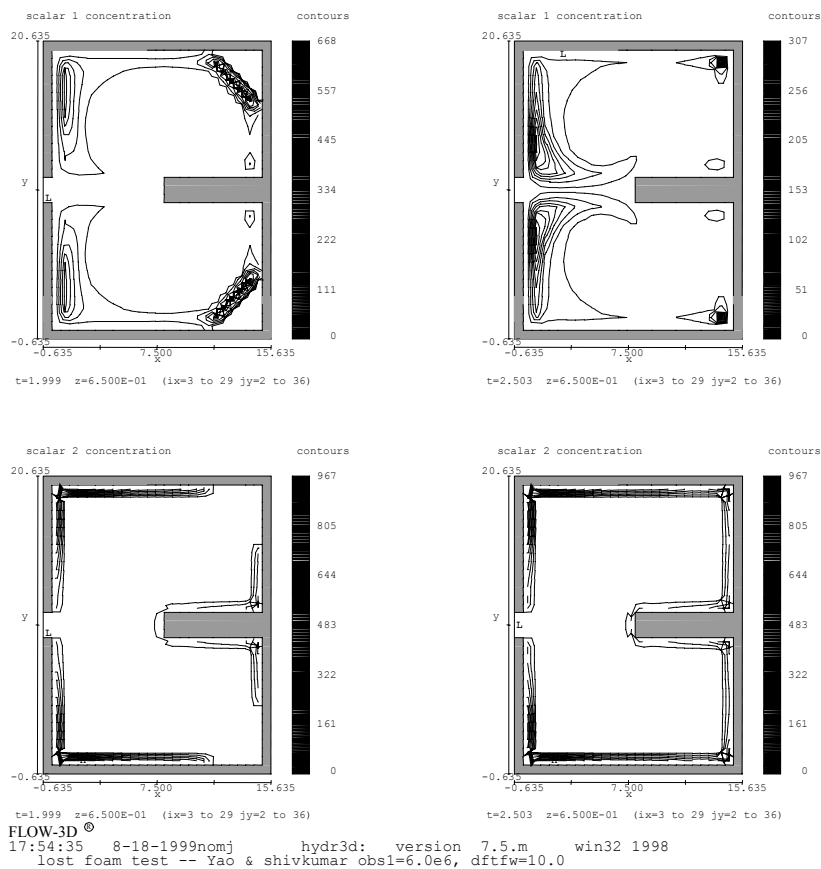 scalar 1 concentration contours
20.635 668
557
445
y 334
L
222
111
-0.635 0
-0.635 7.500 15.635
x
t=1.999 z=6.500E-01 (ix=3 to 29 jy=2 to 36)
scalar 1 concentration contours
20.635 307
L
256
205
y 153
102
51
-0.635 0
-0.635 7.500 15.635
x
t=2.503 z=6.500E-01 (ix=3 to 29 jy=2 to 36)
scalar 2 concentration contours
20.635 967
805
644
y 483
L
322
161
-0.635 0
-0.635 7.500 15.635
x
t=1.999 z=6.500E-01 (ix=3 to 29 jy=2 to 36)
scalar 2 concentration contours
20.635 967
805
644
y 483
L
322
161
-0.635 0
-0.635 7.500 15.635
x
t=2.503 z=6.500E-01 (ix=3 to 29 jy=2 to 36)
FLOW-3D ®
17:54:35 8-18-1999nomj hydr3d: version 7.5.m win32 1998
lost foam test -- Yao & shivkumar obs1=6.0e6, dftfw=10.0